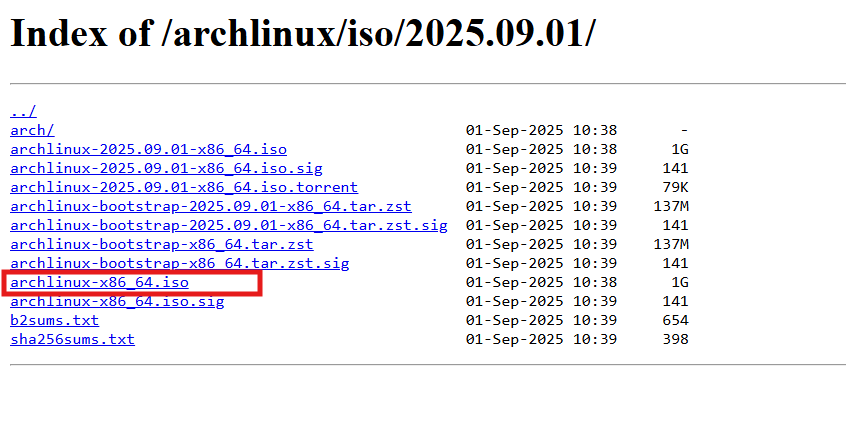 Index of /archlinux/iso/2025.09.01/
../
arch/ 01-Sep-2025 10:38 -
archlinux-2025.09.01-x86_64.iso 01-Sep-2025 10:38 1G
archlinux-2025.09.01-x86_64.iso.sig 01-Sep-2025 10:39 141
archlinux-2025.09.01-x86_64.iso.torrent 01-Sep-2025 10:39 79K
archlinux-bootstrap-2025.09.01-x86_64.tar.zst 01-Sep-2025 10:39 137M
archlinux-bootstrap-2025.09.01-x86_64.tar.zst.sig 01-Sep-2025 10:39 141
archlinux-bootstrap-x86_64.tar.zst 01-Sep-2025 10:39 137M
archlinux-bootstrap-x86_64.tar.zst.sig 01-Sep-2025 10:39 141
archlinux-x86_64.iso 01-Sep-2025 10:38 1G
archlinux-x86_64.iso.sig 01-Sep-2025 10:39 141
b2sums.txt 01-Sep-2025 10:39 654
sha256sums.txt 01-Sep-2025 10:39 398